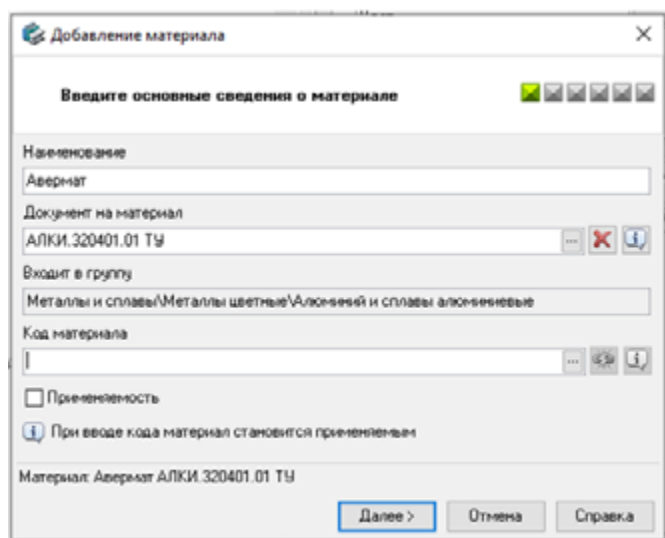 Добавление материала
Введите основные сведения о материале
Наименование
Авермат
Документ на материал
АЛКИ.320401.01 ТУ
Входит в группу
Металлы и сплавы\Металлы цветные\Алюминий и сплавы алюминиевые
Код материала
Применяемость
При вводе кода материал становится применяемым
Материал: Авермат АЛКИ.320401.01 ТУ
Далее >
Отмена
Справка